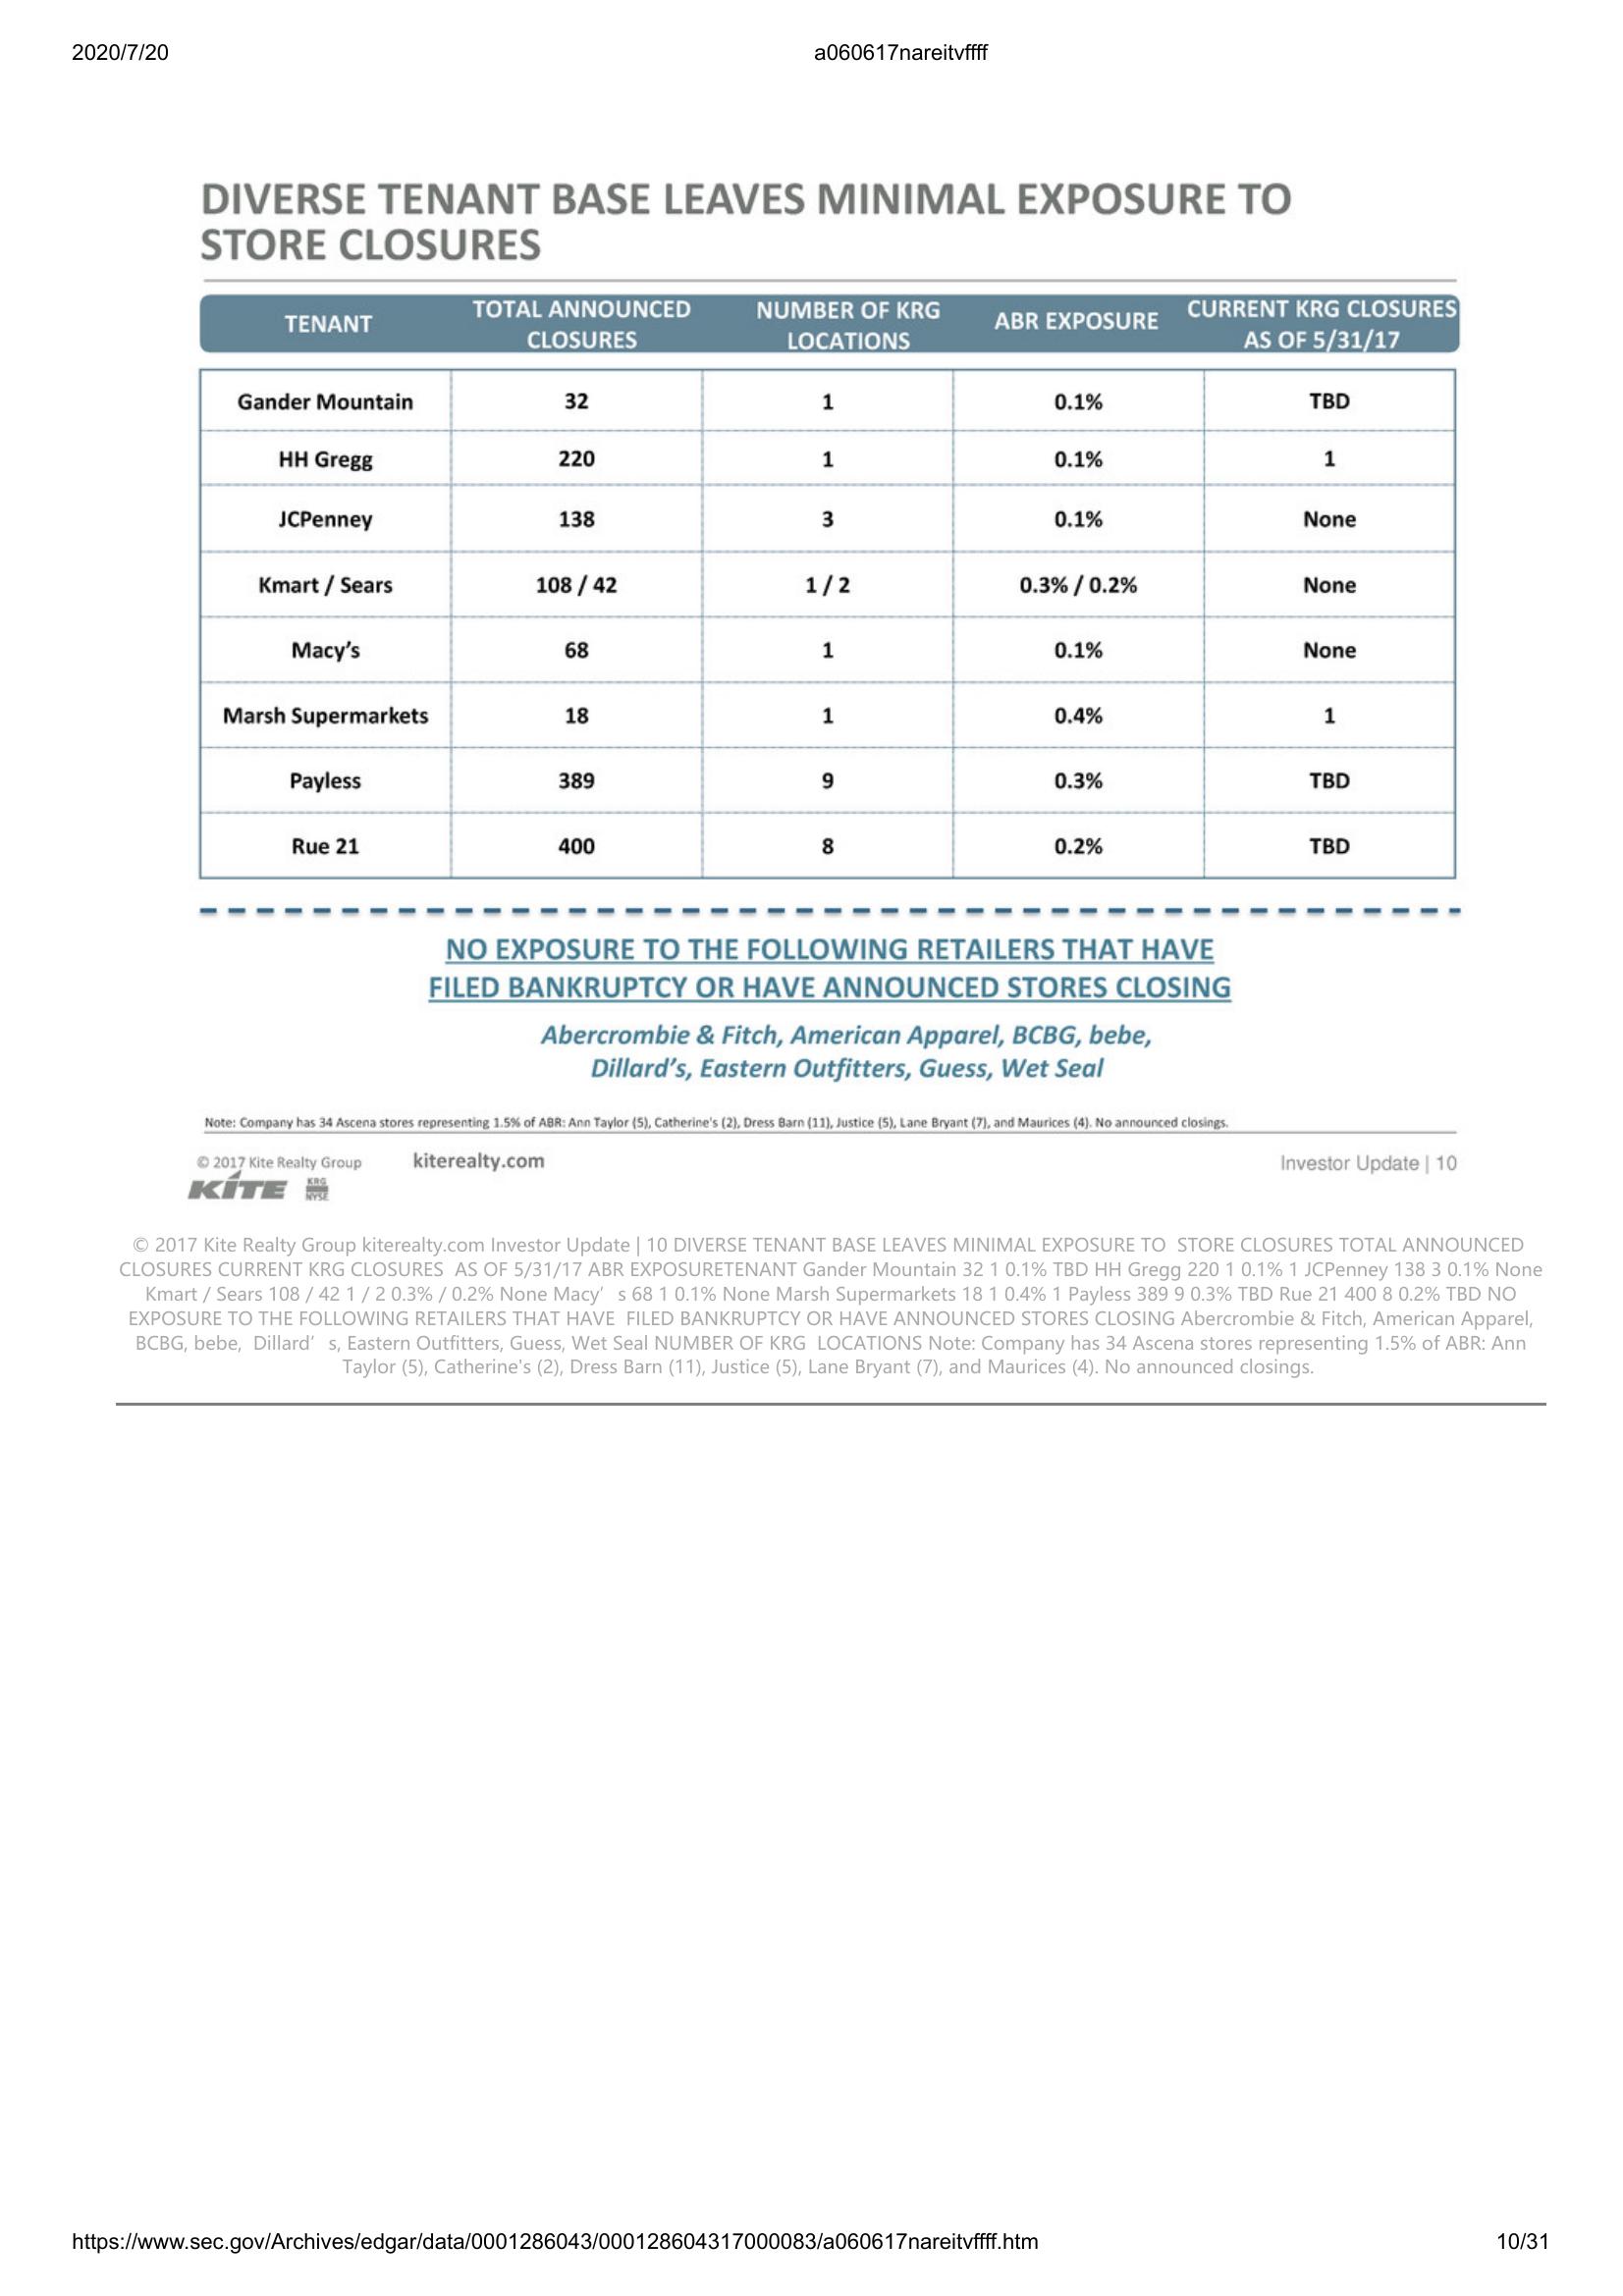 2020/7/20 a060617nareitvffff
DIVERSE TENANT BASE LEAVES MINIMAL EXPOSURE TO
STORE CLOSURES
TENANT TOTAL ANNOUNCED CLOSURES NUMBER OF KRG LOCATIONS ABR EXPOSURE CURRENT KRG CLOSURES AS OF 5/31/17
Gander Mountain 32 1 0.1% TBD
HH Gregg 220 1 0.1% 1
JCPenney 138 3 0.1% None
Kmart / Sears 108 / 42 1 / 2 0.3% / 0.2% None
Macy’s 68 1 0.1% None
Marsh Supermarkets 18 1 0.4% 1
Payless 389 9 0.3% TBD
Rue 21 400 8 0.2% TBD
NO EXPOSURE TO THE FOLLOWING RETAILERS THAT HAVE
FILED BANKRUPTCY OR HAVE ANNOUNCED STORES CLOSING
Abercrombie & Fitch, American Apparel, BCBG, bebe,
Dillard’s, Eastern Outfitters, Guess, Wet Seal
Note: Company has 34 Ascena stores representing 1.5% of ABR: Ann Taylor (5), Catherine's (2), Dress Barn (11), Justice (5), Lane Bryant (7), and Maurices (4). No announced closings.
© 2017 Kite Realty Group kiterealty.com Investor Update | 10
KITE KRG NYSE
© 2017 Kite Realty Group kiterealty.com Investor Update | 10 DIVERSE TENANT BASE LEAVES MINIMAL EXPOSURE TO STORE CLOSURES TOTAL ANNOUNCED
CLOSURES CURRENT KRG CLOSURES AS OF 5/31/17 ABR EXPOSURETENANT Gander Mountain 32 1 0.1% TBD HH Gregg 220 1 0.1% 1 JCPenney 138 3 0.1% None
Kmart / Sears 108 / 42 1 / 2 0.3% / 0.2% None Macy’ s 68 1 0.1% None Marsh Supermarkets 18 1 0.4% 1 Payless 389 9 0.3% TBD Rue 21 400 8 0.2% TBD NO
EXPOSURE TO THE FOLLOWING RETAILERS THAT HAVE FILED BANKRUPTCY OR HAVE ANNOUNCED STORES CLOSING Abercrombie & Fitch, American Apparel,
BCBG, bebe, Dillard’ s, Eastern Outfitters, Guess, Wet Seal NUMBER OF KRG LOCATIONS Note: Company has 34 Ascena stores representing 1.5% of ABR: Ann
Taylor (5), Catherine's (2), Dress Barn (11), Justice (5), Lane Bryant (7), and Maurices (4). No announced closings.
https://www.sec.gov/Archives/edgar/data/0001286043/000128604317000083/a060617nareitvffff.htm 10/31